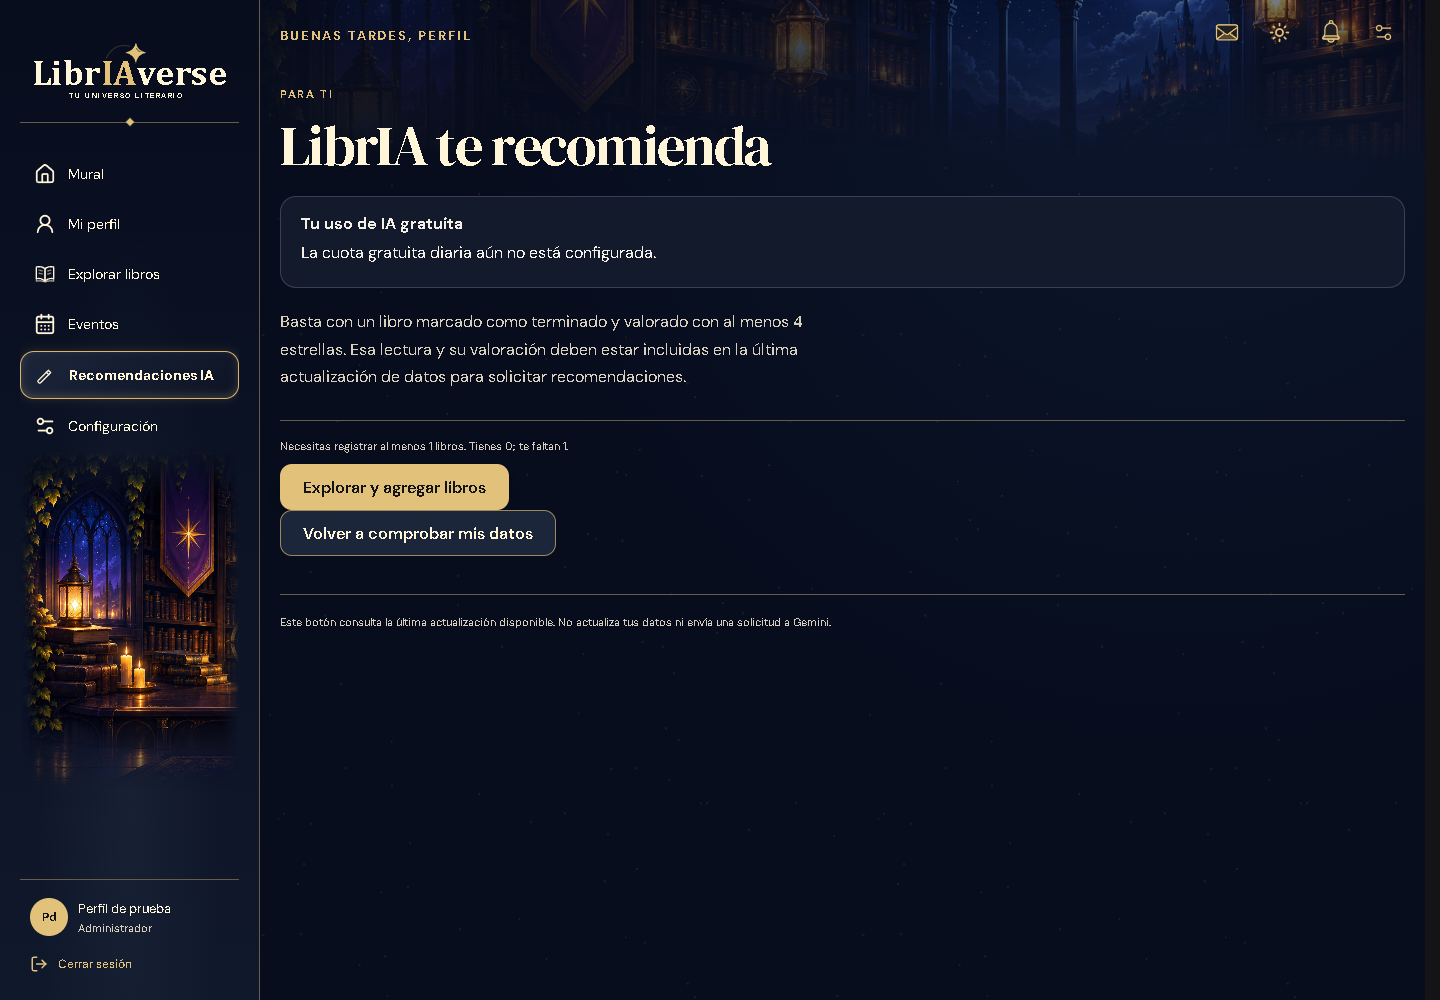 LibrIAverse
TU UNIVERSO LITERARIO
Mural
Mi perfil
Explorar libros
Eventos
Recomendaciones IA
Configuración
Pd
Perfil de prueba
Administrador
Cerrar sesión
BUENAS TARDES, PERFIL
PARA TI
LibrIA te recomienda
Tu uso de IA gratuita
La cuota gratuita diaria aún no está configurada.
Basta con un libro marcado como terminado y valorado con al menos 4
estrellas. Esa lectura y su valoración deben estar incluidas en la última
actualización de datos para solicitar recomendaciones.
Necesitas registrar al menos 1 libros. Tienes 0; te faltan 1.
Explorar y agregar libros
Volver a comprobar mis datos
Este botón consulta la última actualización disponible. No actualiza tus datos ni envía una solicitud a Gemini.